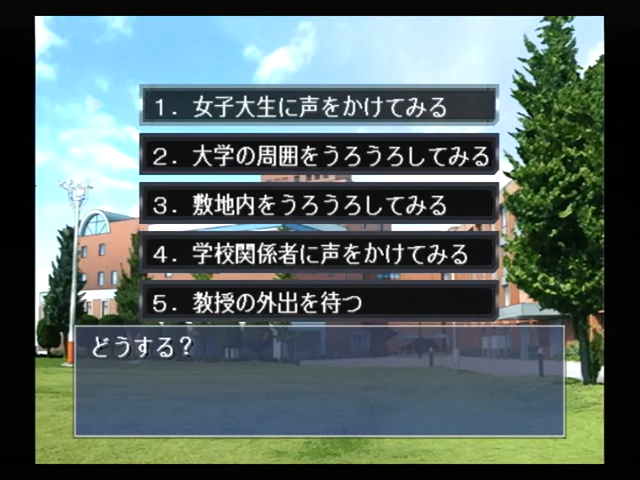 1. 女子大生に声をかけてみる
2. 大学の周囲をうろうろしてみる
3. 敷地内をうろうろしてみる
4. 学校関係者に声をかけてみる
5. 教授の外出を待つ
どうする?